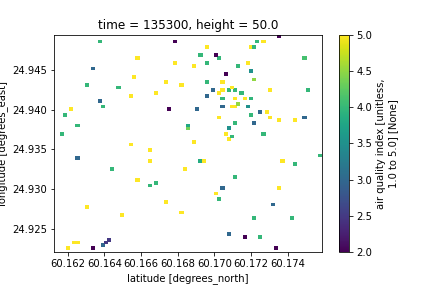 time = 135300, height = 50.0
24.945
24.940
24.935
24.930
24.925
longitude [degrees_east]
60.162 60.164 60.166 60.168 60.170 60.172 60.174
latitude [degrees_north]
5.0
4.5
4.0
3.5
3.0
2.5
2.0
air quality index [unitless,
1.0 to 5.0] [None]